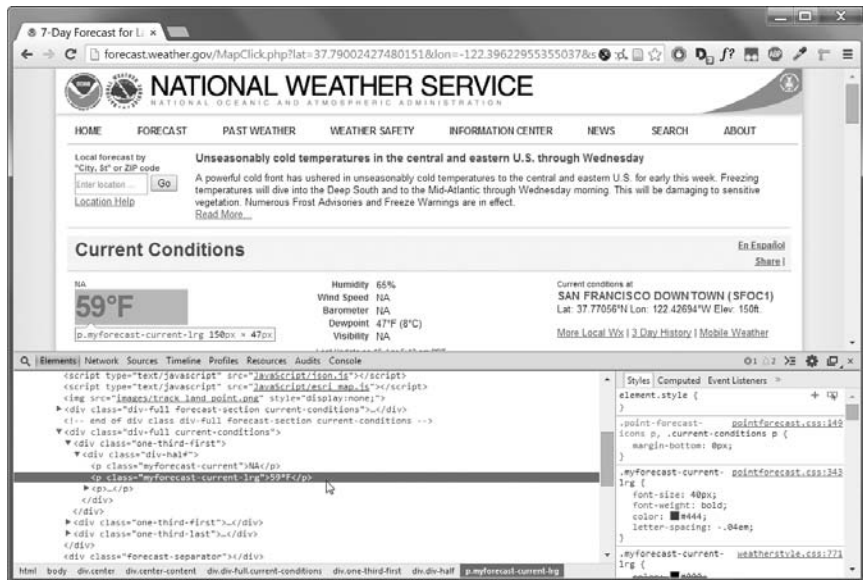 7-Day Forecast for L
forecast.weather.gov/MapClick.php?lat=37.79002427480151&lon=-122.39622955355037&s
NATIONAL WEATHER SERVICE
NATIONAL OCEANIC AND ATMOSPHERIC ADMINISTRATION
HOME FORECAST PAST WEATHER WEATHER SAFETY INFORMATION CENTER NEWS SEARCH ABOUT
Local forecast by
"City, St" or ZIP code
Enter location ... Go
Location Help
Unseasonably cold temperatures in the central and eastern U.S. through Wednesday
A powerful cold front has ushered in unseasonably cold temperatures to the central and eastern U.S. for early this week. Freezing
temperatures will dive into the Deep South and to the Mid-Atlantic through Wednesday morning. This will be damaging to sensitive
vegetation. Numerous Frost Advisories and Freeze Warnings are in effect.
Read More...
Current Conditions
En Español
Share |
NA
59°F
p.myforecast-current-lrg 150px × 47px
Humidity 66%
Wind Speed NA
Barometer NA
Dewpoint 47°F (8°C)
Visibility NA
Current conditions at
SAN FRANCISCO DOWNTOWN (SFOC1)
Lat: 37.77056°N Lon: 122.42694°W Elev: 150ft.
More Local Wx | 3 Day History | Mobile Weather
Elements Network Sources Timeline Profiles Resources Audits Console
<script type="text/javascript" src="JavaScript/json.js"></script>
<script type="text/javascript" src="JavaScript/esri_map.js"></script>
<img src="images/track_land_point.png" style="display:none;">
<div class="div-full forecast-section current-conditions">…</div>
<!-- end of div class div-full forecast-section current-conditions -->
<div class="div-full current-conditions">
<div class="one-third-first">
<div class="div-half">
<p class="myforecast-current">NA</p>
<p class="myforecast-current-lrg">59°F</p>
<p>…</p>
</div>
</div>
<div class="one-third-first">…</div>
<div class="one-third-last">…</div>
</div>
<div class="forecast-separator"></div>
html body div.center div.center-content div.div-full.current-conditions div.one-third-first div.div-half p.myforecast-current-lrg
Styles Computed Event Listeners »
element.style {
}
.point-forecast- pointforecast.css:149
icons p, .current-conditions p {
margin-bottom: 0px;
}
.myforecast-current- pointforecast.css:343
lrg {
font-size: 40px;
font-weight: bold;
color: #444;
letter-spacing: -.04em;
}
.myforecast-current- weatherstyle.css:771
lrg {